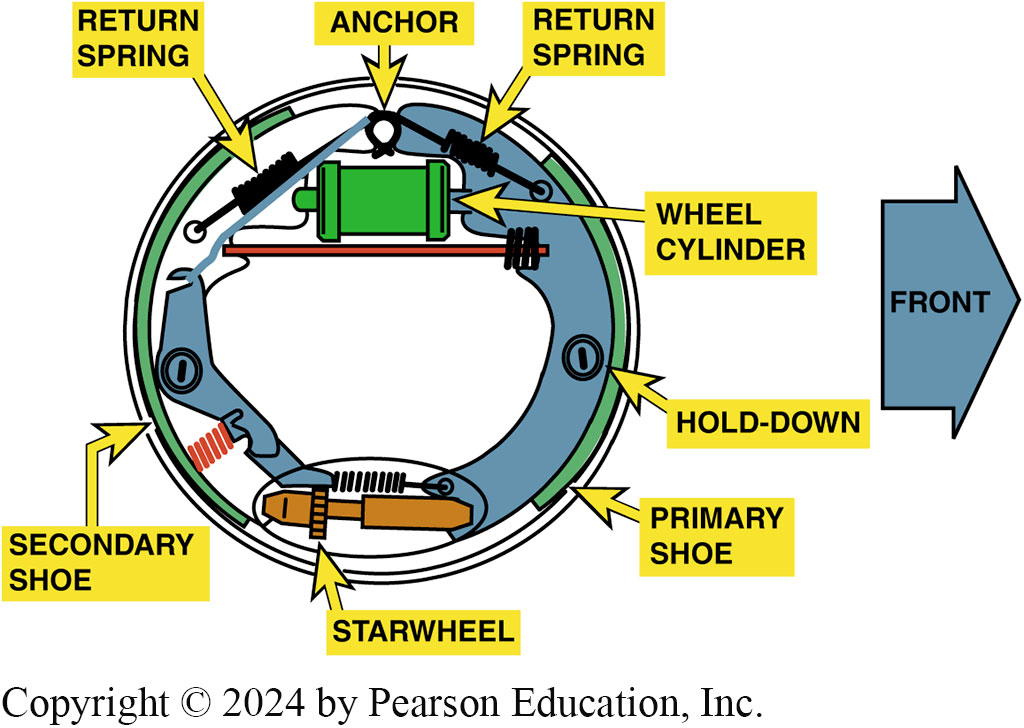 RETURN
SPRING
ANCHOR
RETURN
SPRING
WHEEL
CYLINDER
FRONT
HOLD-DOWN
PRIMARY
SHOE
SECONDARY
SHOE
STARWHEEL
Copyright © 2024 by Pearson Education, Inc.